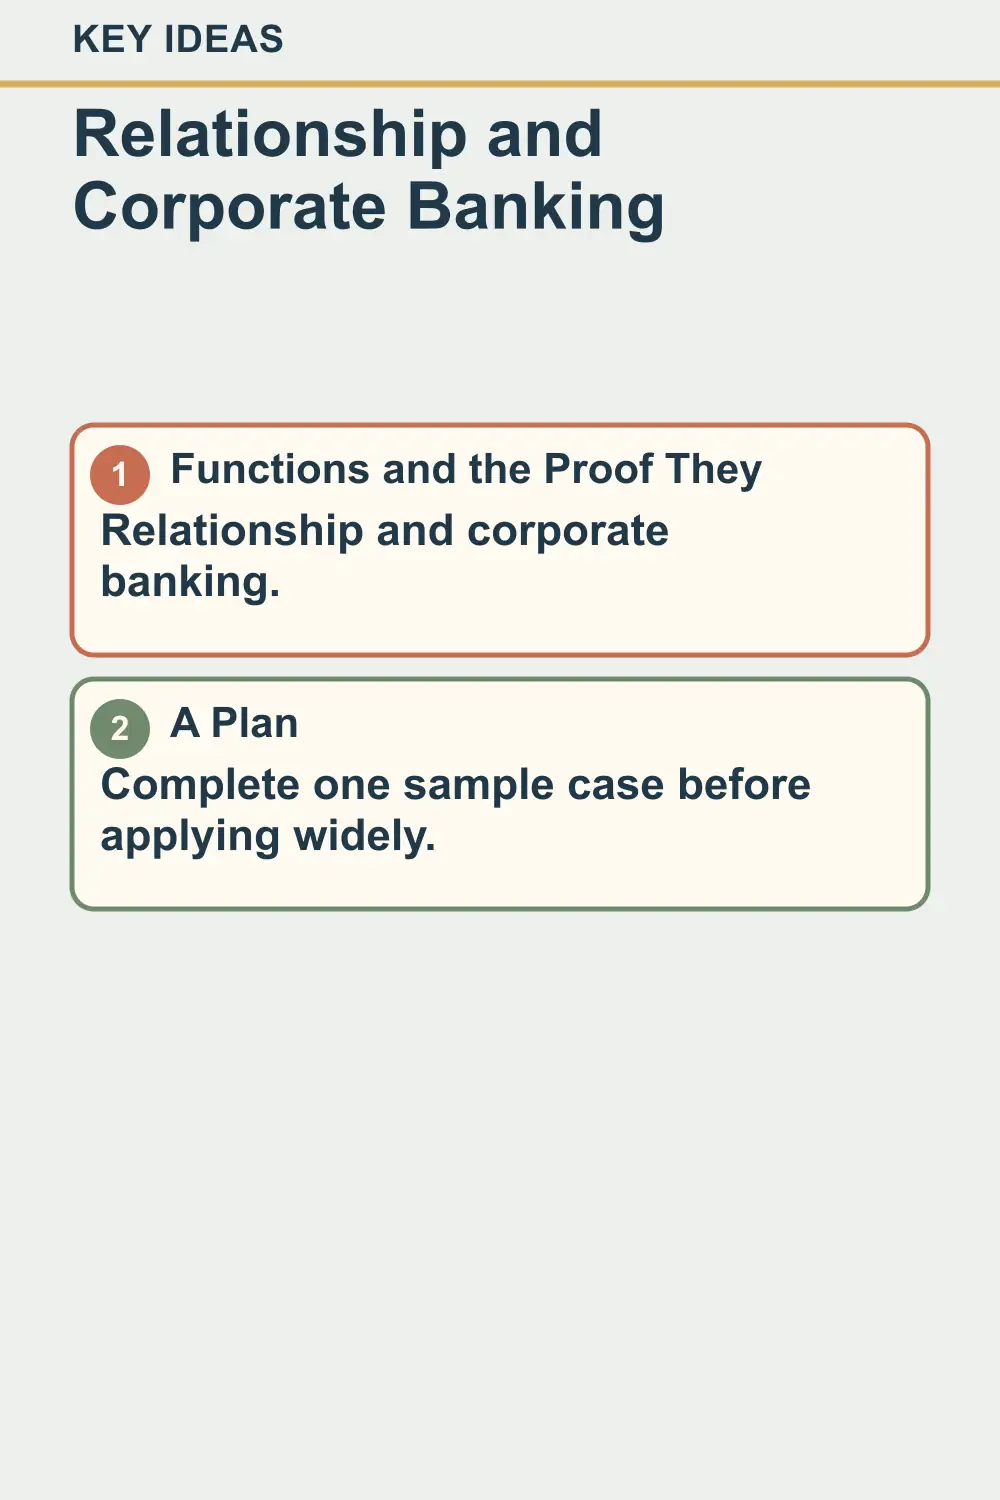 KEY IDEAS
Relationship and
Corporate Banking
1 Functions and the Proof They
Relationship and corporate
banking.
2 A Plan
Complete one sample case before
applying widely.